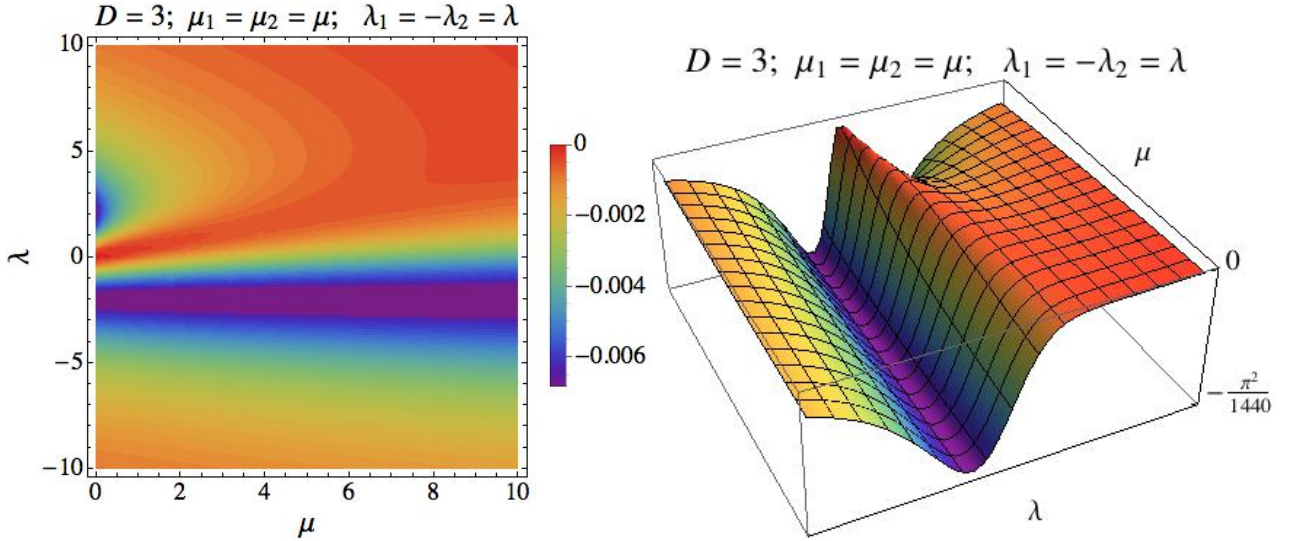 D = 3; μ₁ = μ₂ = μ; λ₁ = −λ₂ = λ
10
5
0
−5
−10
λ
0 2 4 6 8 10
μ
0
−0.002
−0.004
−0.006
D = 3; μ₁ = μ₂ = μ; λ₁ = −λ₂ = λ
μ
0
−π²/1440
λ